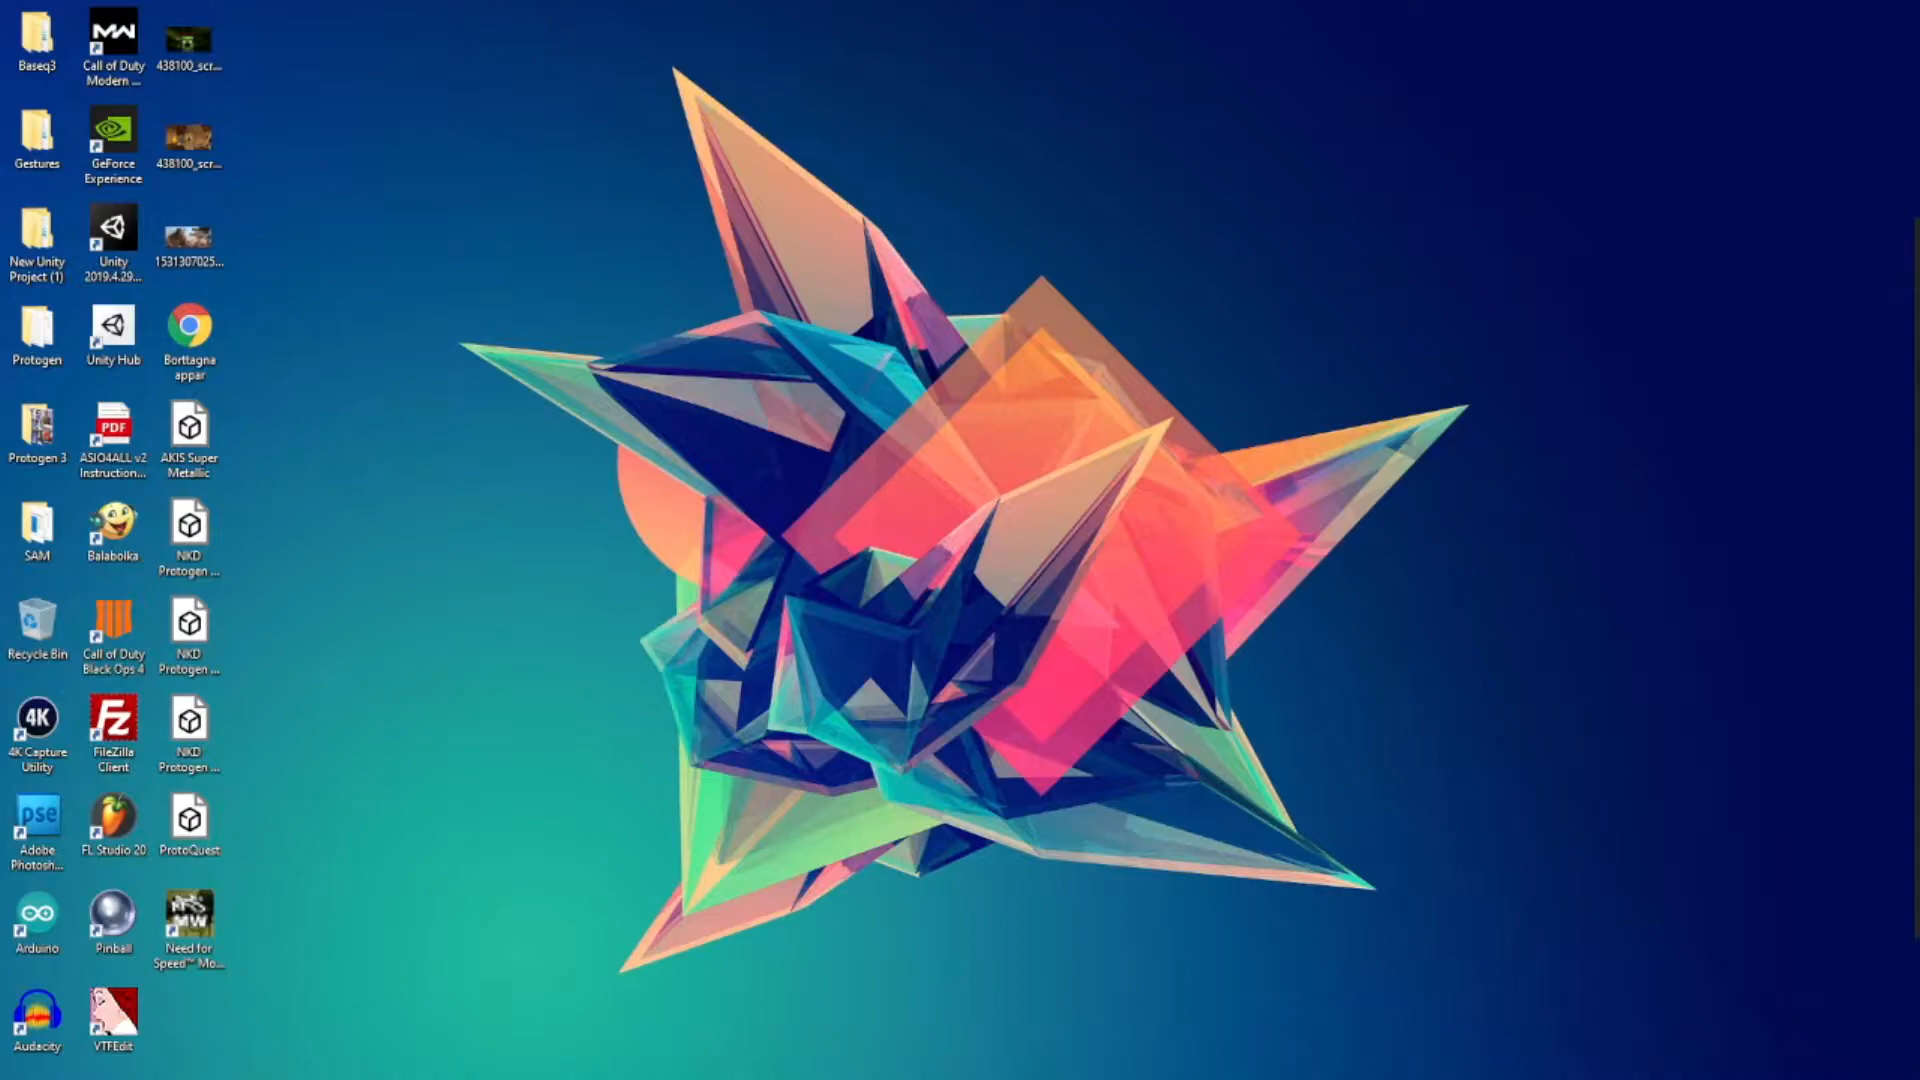 Baseq3
Gestures
New Unity
Project (1)
Protogen
Protogen 3
SAM
Recycle Bin
4K
4K Capture
Utility
pse
Adobe
Photosh...
Arduino
Audacity
MW
Call of Duty
Modern ...
GeForce
Experience
Unity
2019.4.29...
Unity Hub
PDF
ASIO4ALL v2
Instruction...
Balabolka
Call of Duty
Black Ops 4
Fz
FileZilla
Client
FL Studio 20
Pinball
VTFEdit
438100_scr...
438100_scr...
1531307025...
Borttagna
appar
AKIS Super
Metallic
NKD
Protogen ...
NKD
Protogen ...
NKD
Protogen ...
ProtoQuest
NFS
MW
Need for
Speed™ Mo...